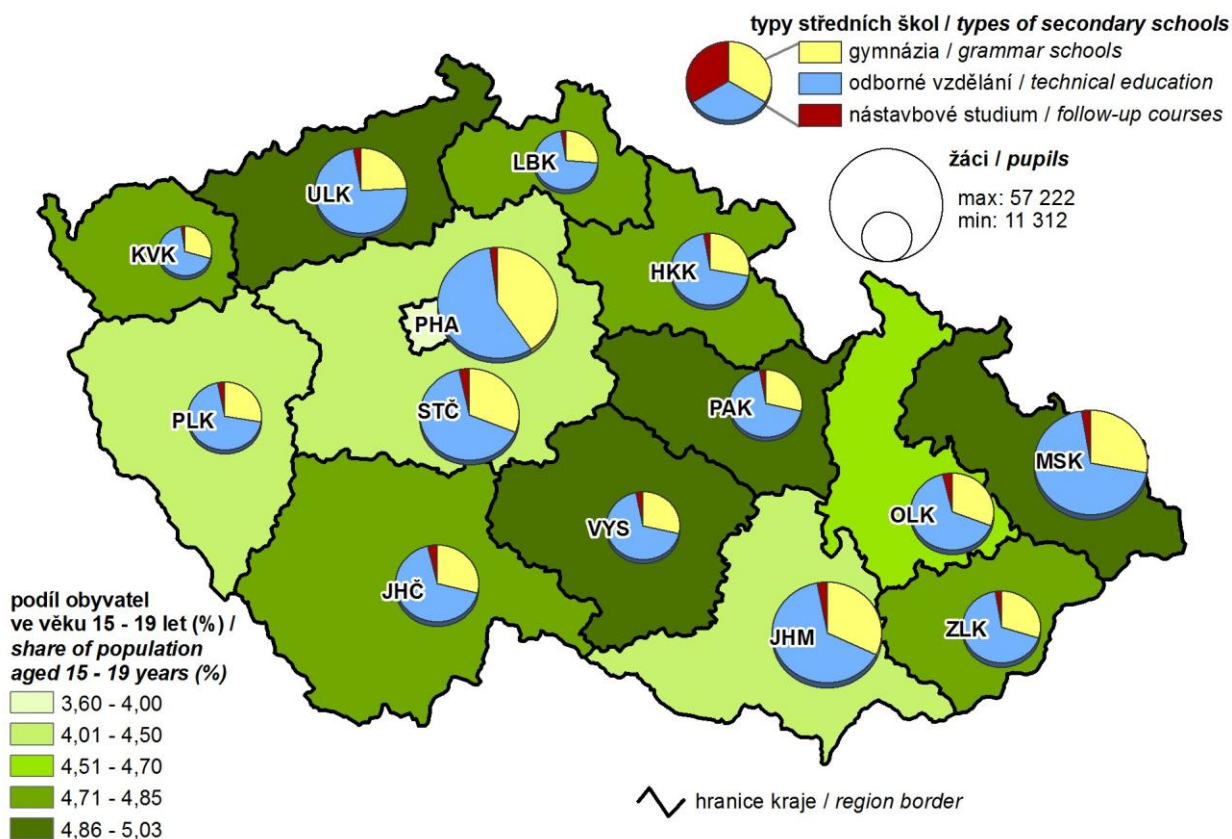 typy středních škol / types of secondary schools
gymnázia / grammar schools
odborné vzdělání / technical education
nástavbové studium / follow-up courses
žáci / pupils
max: 57 222
min: 11 312
LBK
ULK
KVK
HKK
PHA
STČ
PAK
PLK
MSK
OLK
VYS
JHČ
JHM
ZLK
podíl obyvatel
ve věku 15 - 19 let (%) /
share of population
aged 15 - 19 years (%)
3,60 - 4,00
4,01 - 4,50
4,51 - 4,70
4,71 - 4,85
4,86 - 5,03
hranice kraje / region border